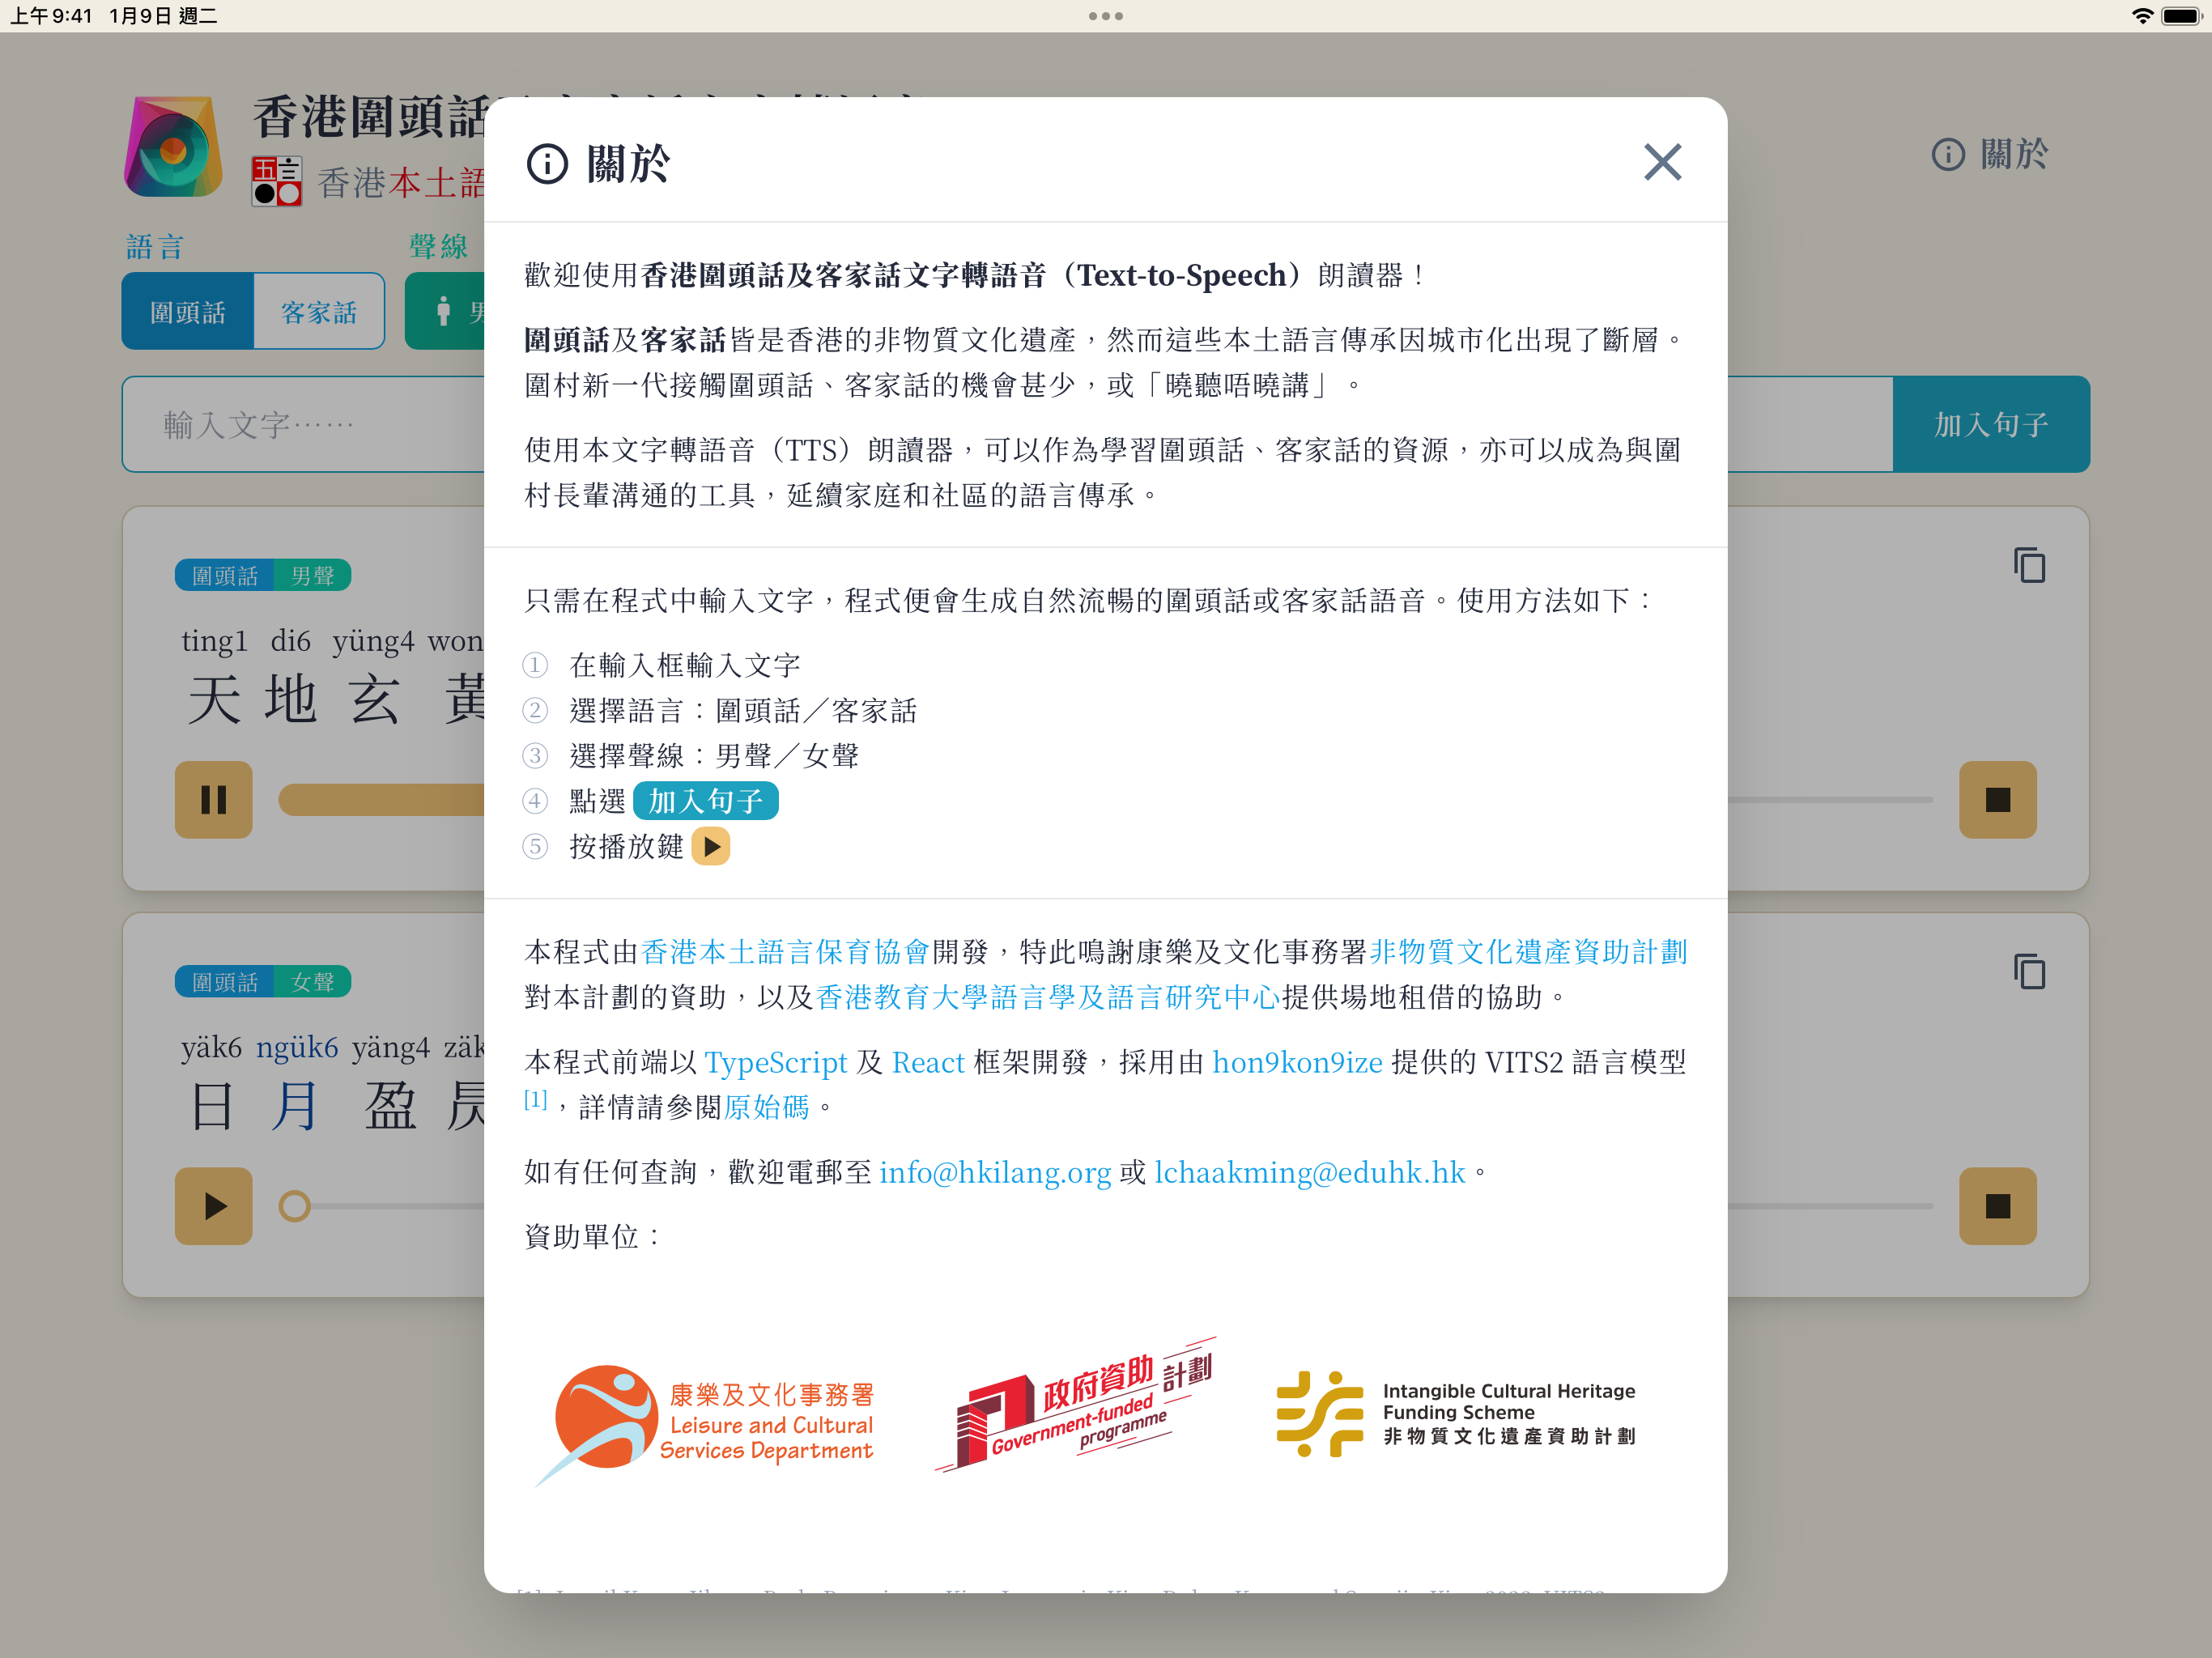 上午9:41 1月9日 週二
香港圍頭話
五言
香港本土語
關於
語言
聲線
圍頭話
客家話
輸入文字⋯⋯
加入句子
圍頭話 男聲
ting1 di6 yüng4
天 地 玄 黃
圍頭話 女聲
yäk6 ngük6 yäng4
日 月 盈 昃
關於
歡迎使用香港圍頭話及客家話文字轉語音（Text-to-Speech）朗讀器！
圍頭話及客家話皆是香港的非物質文化遺產，然而這些本土語言傳承因城市化出現了斷層。
圍村新一代接觸圍頭話、客家話的機會甚少，或「曉聽唔曉講」。
使用本文字轉語音（TTS）朗讀器，可以作為學習圍頭話、客家話的資源，亦可以成為與圍
村長輩溝通的工具，延續家庭和社區的語言傳承。
只需在程式中輸入文字，程式便會生成自然流暢的圍頭話或客家話語音。使用方法如下：
① 在輸入框輸入文字
② 選擇語言：圍頭話／客家話
③ 選擇聲線：男聲／女聲
④ 點選 加入句子
⑤ 按播放鍵
本程式由香港本土語言保育協會開發，特此鳴謝康樂及文化事務署非物質文化遺產資助計劃
對本計劃的資助，以及香港教育大學語言學及語言研究中心提供場地租借的協助。
本程式前端以 TypeScript 及 React 框架開發，採用由 hon9kon9ize 提供的 VITS2 語言模型
[1]，詳情請參閱原始碼。
如有任何查詢，歡迎電郵至 info@hkilang.org 或 lchaakming@eduhk.hk。
資助單位：
康樂及文化事務署
Leisure and Cultural
Services Department
政府資助計劃
Government-funded
programme
Intangible Cultural Heritage
Funding Scheme
非物質文化遺產資助計劃